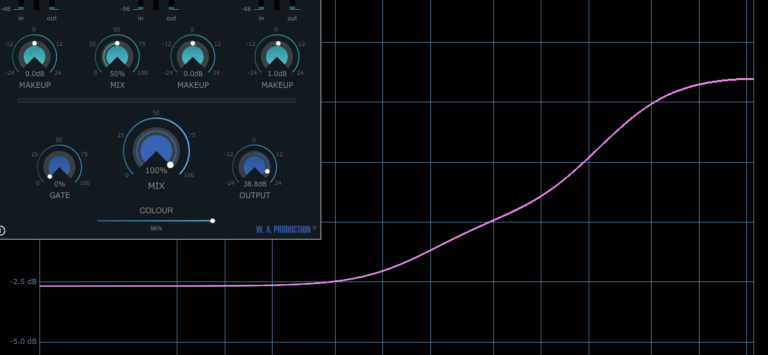 -48 -96 -48
in out in out in out
0 50 0 0
-12 12 25 75 -12 12 -12 12
-24 24 0 100 -24 24 -24 24
0.0dB 50% 0.0dB 1.0dB
MAKEUP MIX MAKEUP MAKEUP
50
50 25 75 0
25 75 -12 12
0 100 0 100 -24 24
0% 100% 38.8dB
GATE MIX OUTPUT
COLOUR
98%
W. A. PRODUCTION ®
-2.5 dB
-5.0 dB